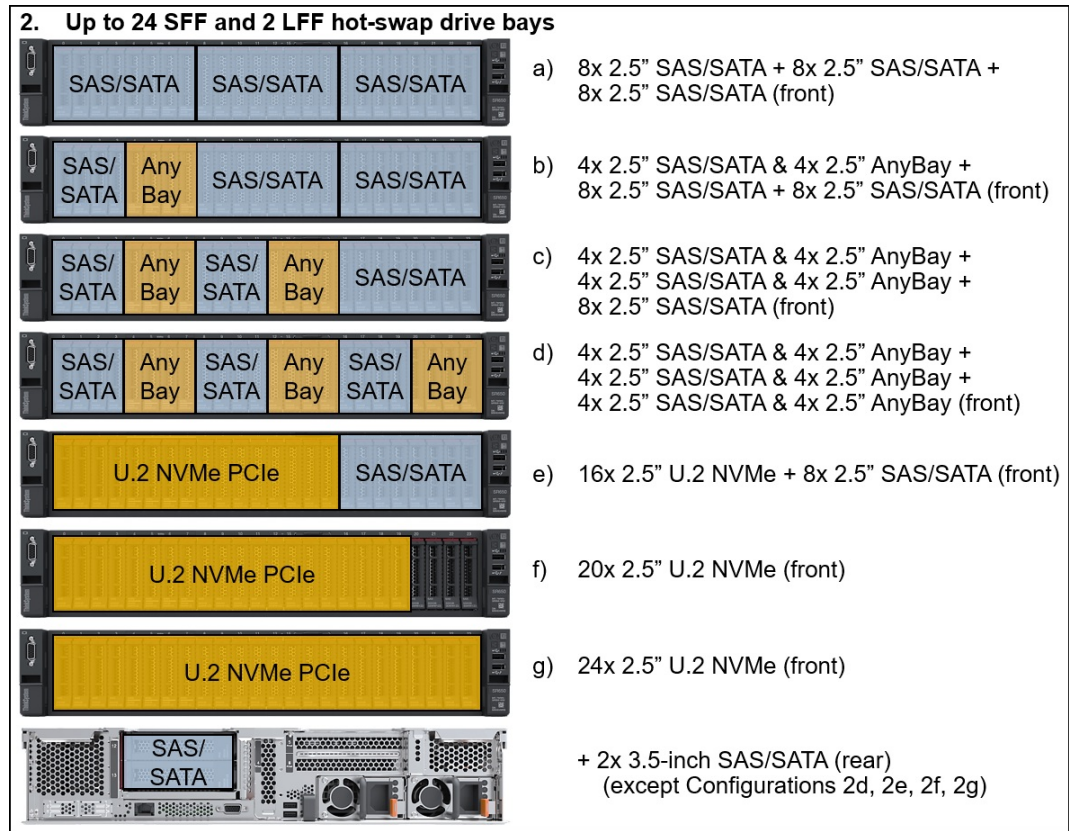 2. Up to 24 SFF and 2 LFF hot-swap drive bays
SAS/SATA SAS/SATA SAS/SATA
a) 8x 2.5” SAS/SATA + 8x 2.5” SAS/SATA +
8x 2.5” SAS/SATA (front)
SAS/
SATA
Any
Bay
SAS/SATA SAS/SATA
b) 4x 2.5” SAS/SATA & 4x 2.5” AnyBay +
8x 2.5” SAS/SATA + 8x 2.5” SAS/SATA (front)
SAS/
SATA
Any
Bay
SAS/
SATA
Any
Bay
SAS/SATA
c) 4x 2.5” SAS/SATA & 4x 2.5” AnyBay +
4x 2.5” SAS/SATA & 4x 2.5” AnyBay +
8x 2.5” SAS/SATA (front)
SAS/
SATA
Any
Bay
SAS/
SATA
Any
Bay
SAS/
SATA
Any
Bay
d) 4x 2.5” SAS/SATA & 4x 2.5” AnyBay +
4x 2.5” SAS/SATA & 4x 2.5” AnyBay +
4x 2.5” SAS/SATA & 4x 2.5” AnyBay (front)
U.2 NVMe PCIe SAS/SATA
e) 16x 2.5” U.2 NVMe + 8x 2.5” SAS/SATA (front)
U.2 NVMe PCIe
f) 20x 2.5” U.2 NVMe (front)
U.2 NVMe PCIe
g) 24x 2.5” U.2 NVMe (front)
SAS/
SATA
+ 2x 3.5-inch SAS/SATA (rear)
(except Configurations 2d, 2e, 2f, 2g)